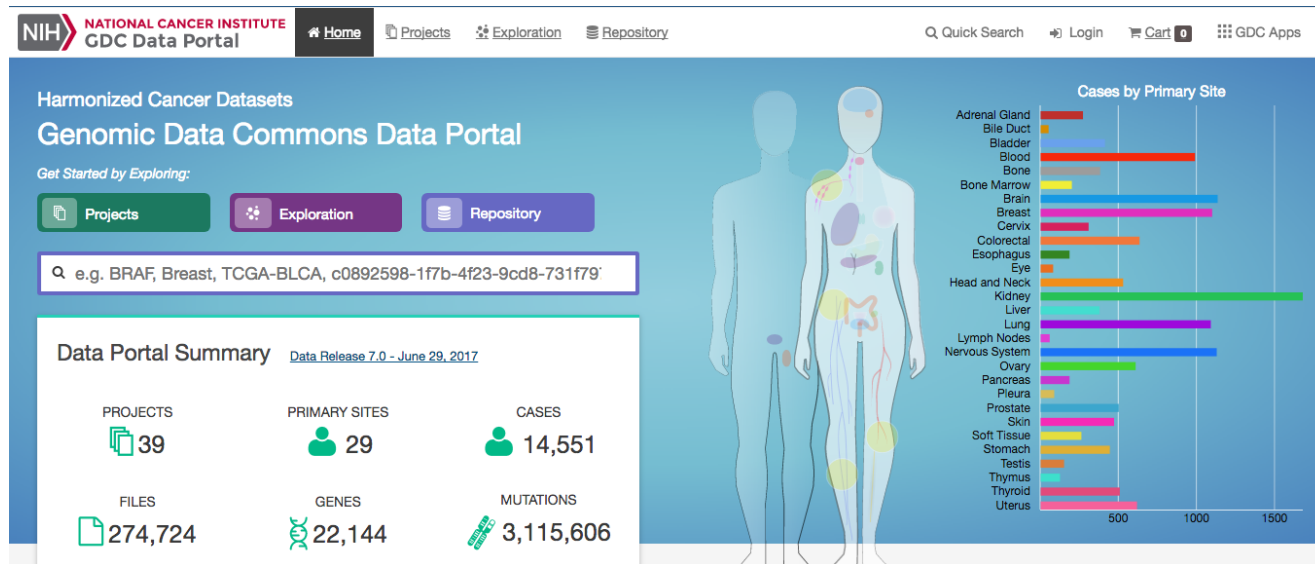 NIH NATIONAL CANCER INSTITUTE
GDC Data Portal
Home
Projects
Exploration
Repository
Quick Search
Login
Cart 0
GDC Apps
Harmonized Cancer Datasets
Genomic Data Commons Data Portal
Get Started by Exploring:
Projects
Exploration
Repository
e.g. BRAF, Breast, TCGA-BLCA, c0892598-1f7b-4f23-9cd8-731f797
Data Portal Summary
Data Release 7.0 - June 29, 2017
PROJECTS
39
PRIMARY SITES
29
CASES
14,551
FILES
274,724
GENES
22,144
MUTATIONS
3,115,606
Cases by Primary Site
Adrenal Gland
Bile Duct
Bladder
Blood
Bone
Bone Marrow
Brain
Breast
Cervix
Colorectal
Esophagus
Eye
Head and Neck
Kidney
Liver
Lung
Lymph Nodes
Nervous System
Ovary
Pancreas
Pleura
Prostate
Skin
Soft Tissue
Stomach
Testis
Thymus
Thyroid
Uterus
500 1000 1500